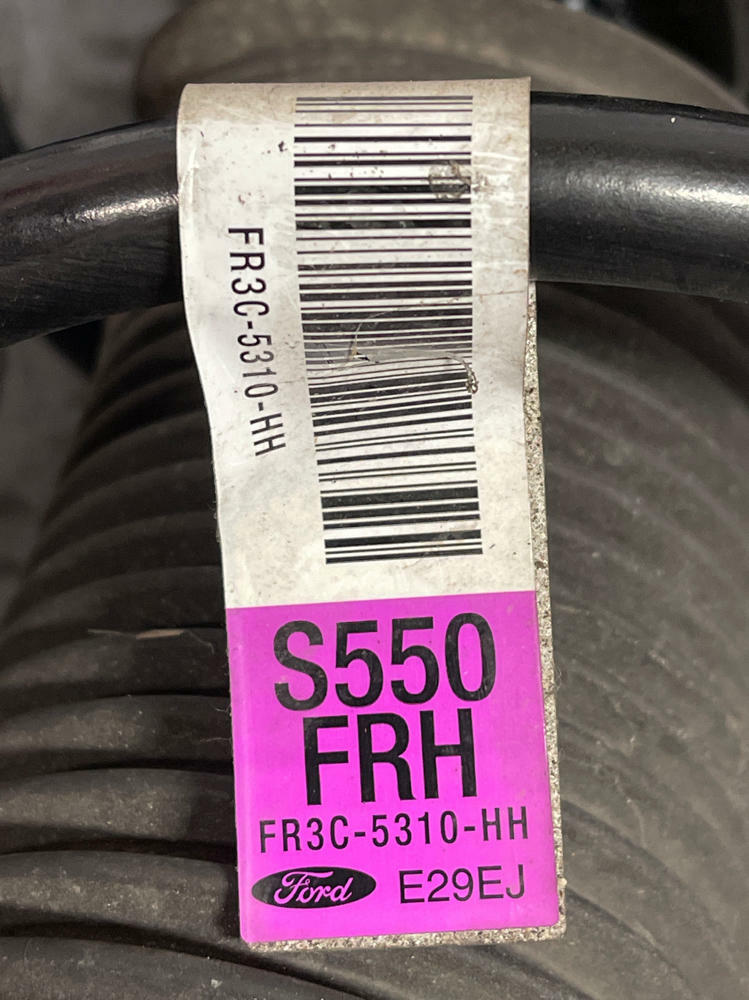 FR3C-5310-HH
S550
FRH
FR3C-5310-HH
Ford E29EJ